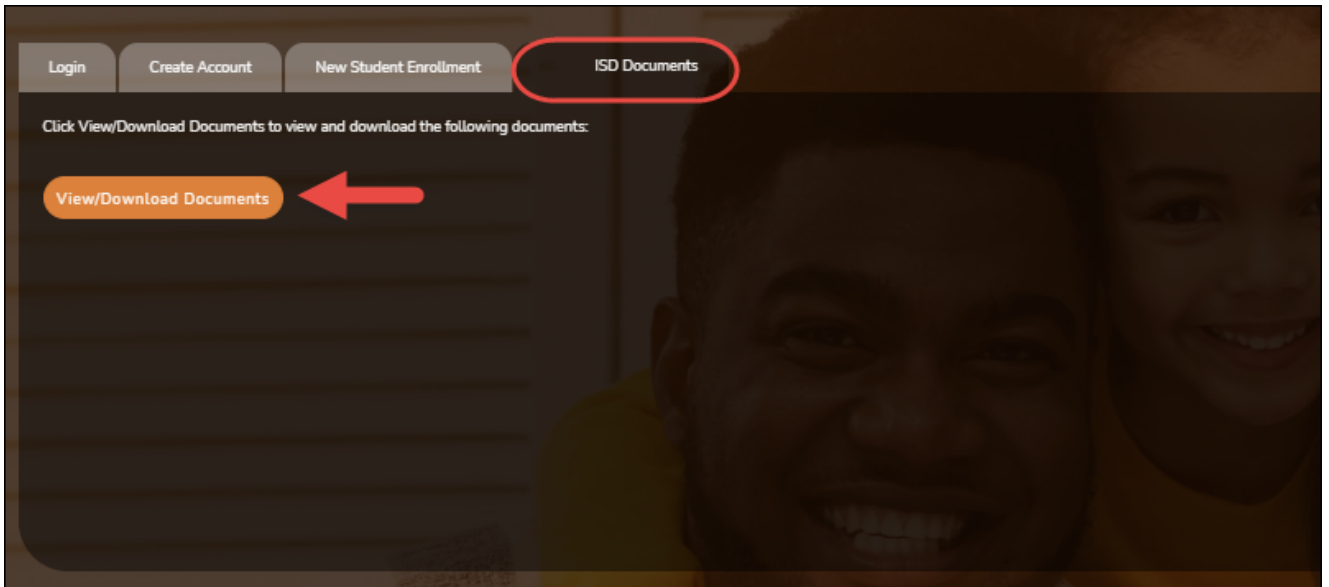 Login
Create Account
New Student Enrollment
ISD Documents
Click View/Download Documents to view and download the following documents:
View/Download Documents